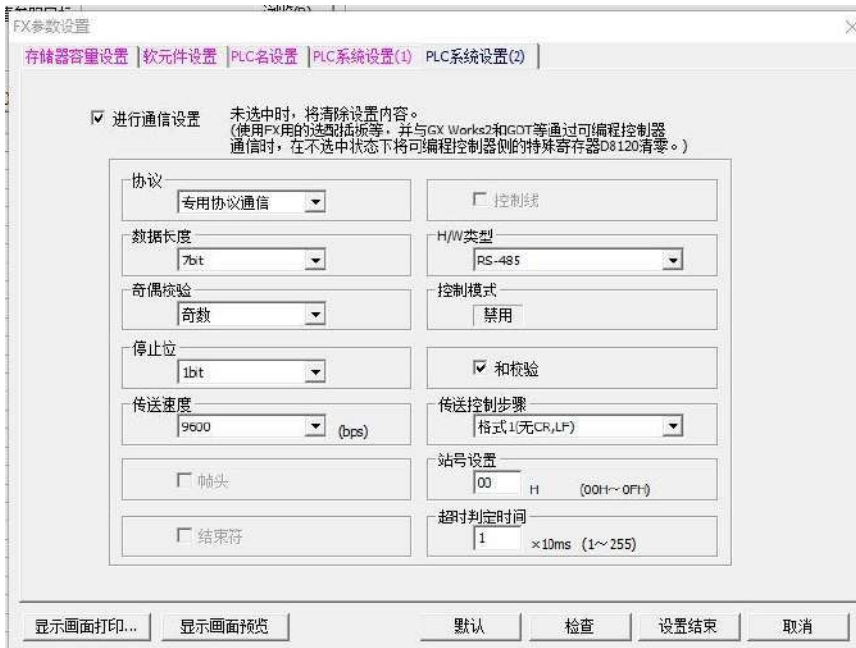 FX参数设置
存储器容量设置 软元件设置 PLC名设置 PLC系统设置(1) PLC系统设置(2)
进行通信设置
未选中时，将清除设置内容。
(使用FX用的选配插板等，并与GX Works2和GOT等通过可编程控制器
通信时，在不选中状态下将可编程控制器侧的特殊寄存器D8120清零。)
协议
专用协议通信
控制线
数据长度
7bit
H/W类型
RS-485
奇偶校验
奇数
控制模式
禁用
停止位
1bit
和校验
传送速度
9600 (bps)
传送控制步骤
格式1(无CR,LF)
帧头
站号设置
00 H (00H～0FH)
结束符
超时判定时间
1 ×10ms (1～255)
显示画面打印... 显示画面预览 默认 检查 设置结束 取消